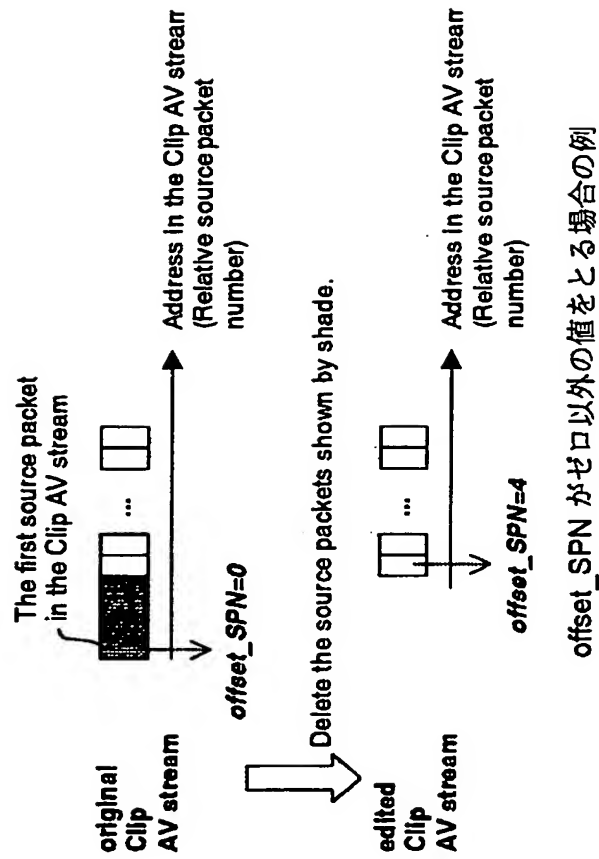 The first source packet
in the Clip AV stream
original
Clip
AV stream
...
Address in the Clip AV stream
(Relative source packet
number)
offset_SPN=0
Delete the source packets shown by shade.
edited
Clip
AV stream
...
Address in the Clip AV stream
(Relative source packet
number)
offset_SPN=4
offset_SPN がゼロ以外の値をとる場合の例